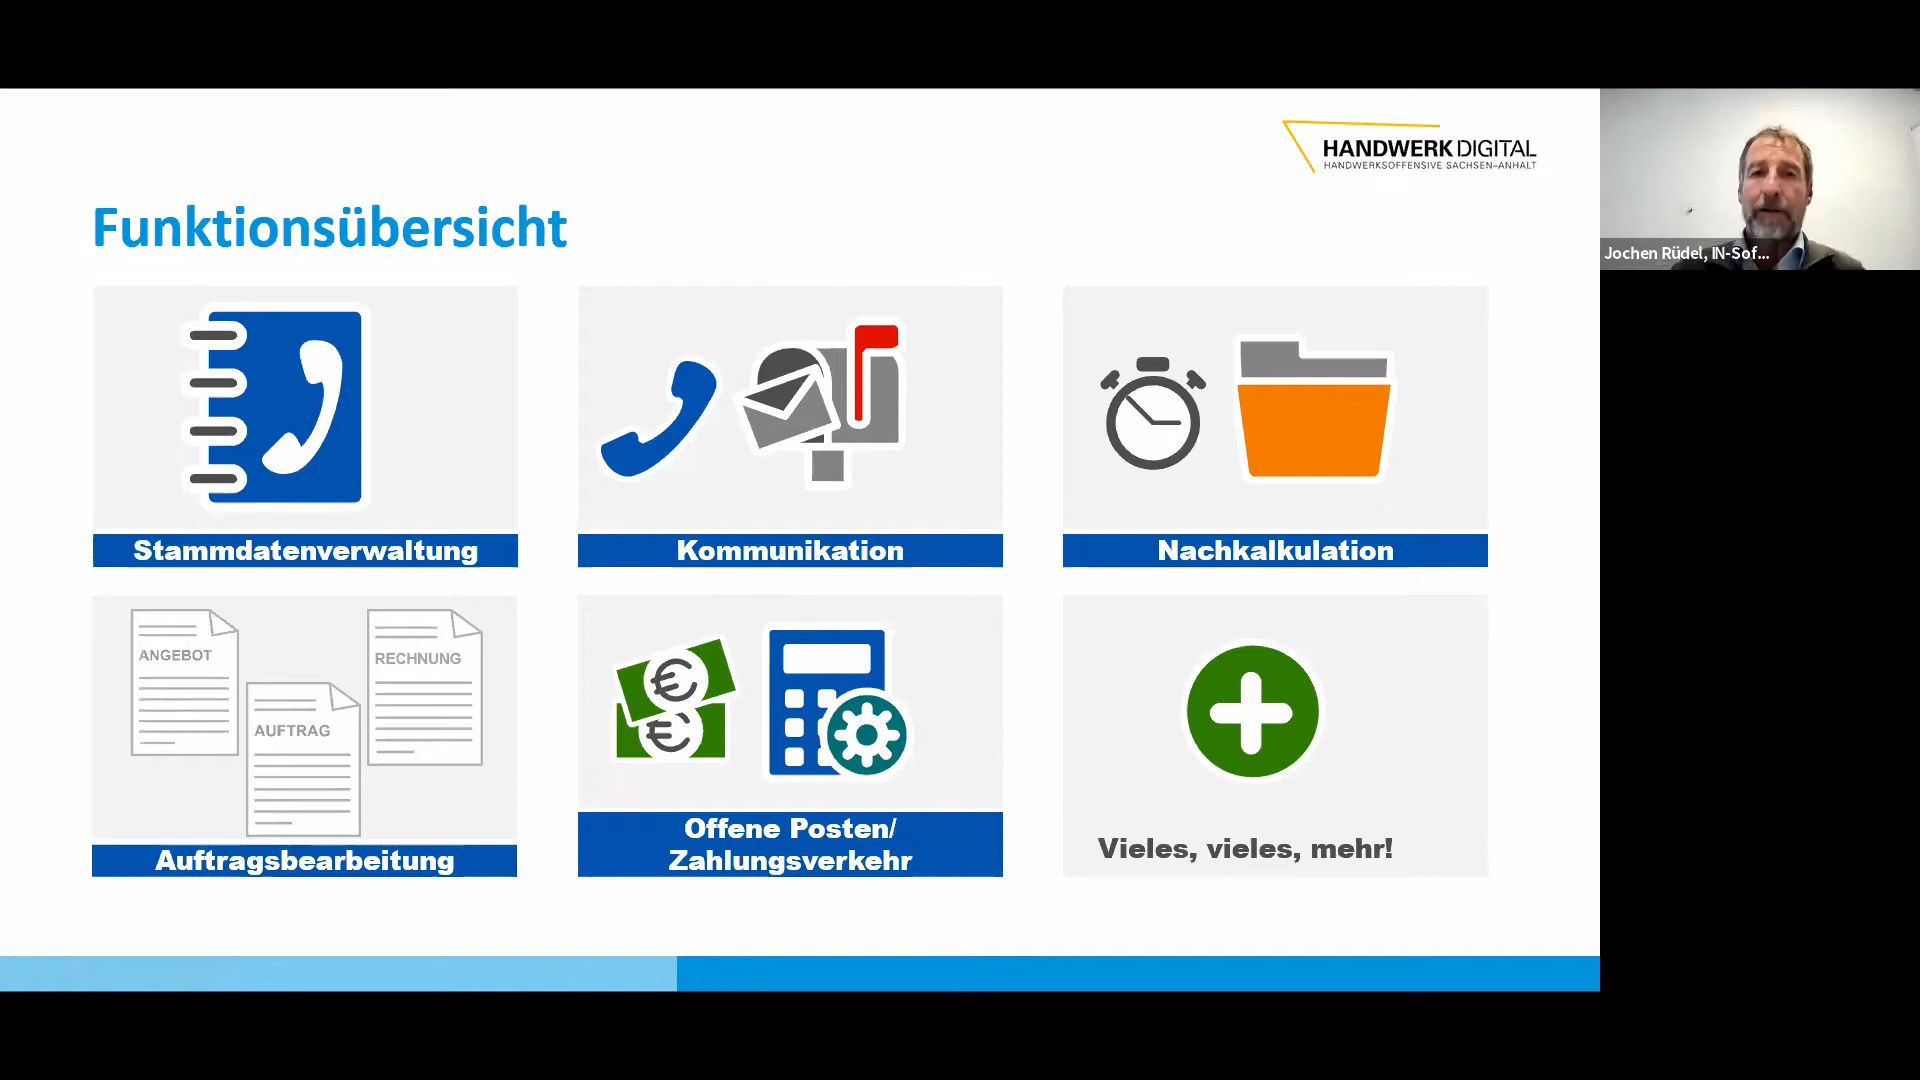 HANDWERK DIGITAL
HANDWERKSOFFENSIVE SACHSEN-ANHALT
Jochen Rüdel, IN-Sof...
Funktionsübersicht
Stammdatenverwaltung
Kommunikation
Nachkalkulation
ANGEBOT
RECHNUNG
AUFTRAG
Auftragsbearbeitung
Offene Posten/
Zahlungsverkehr
Vieles, vieles, mehr!